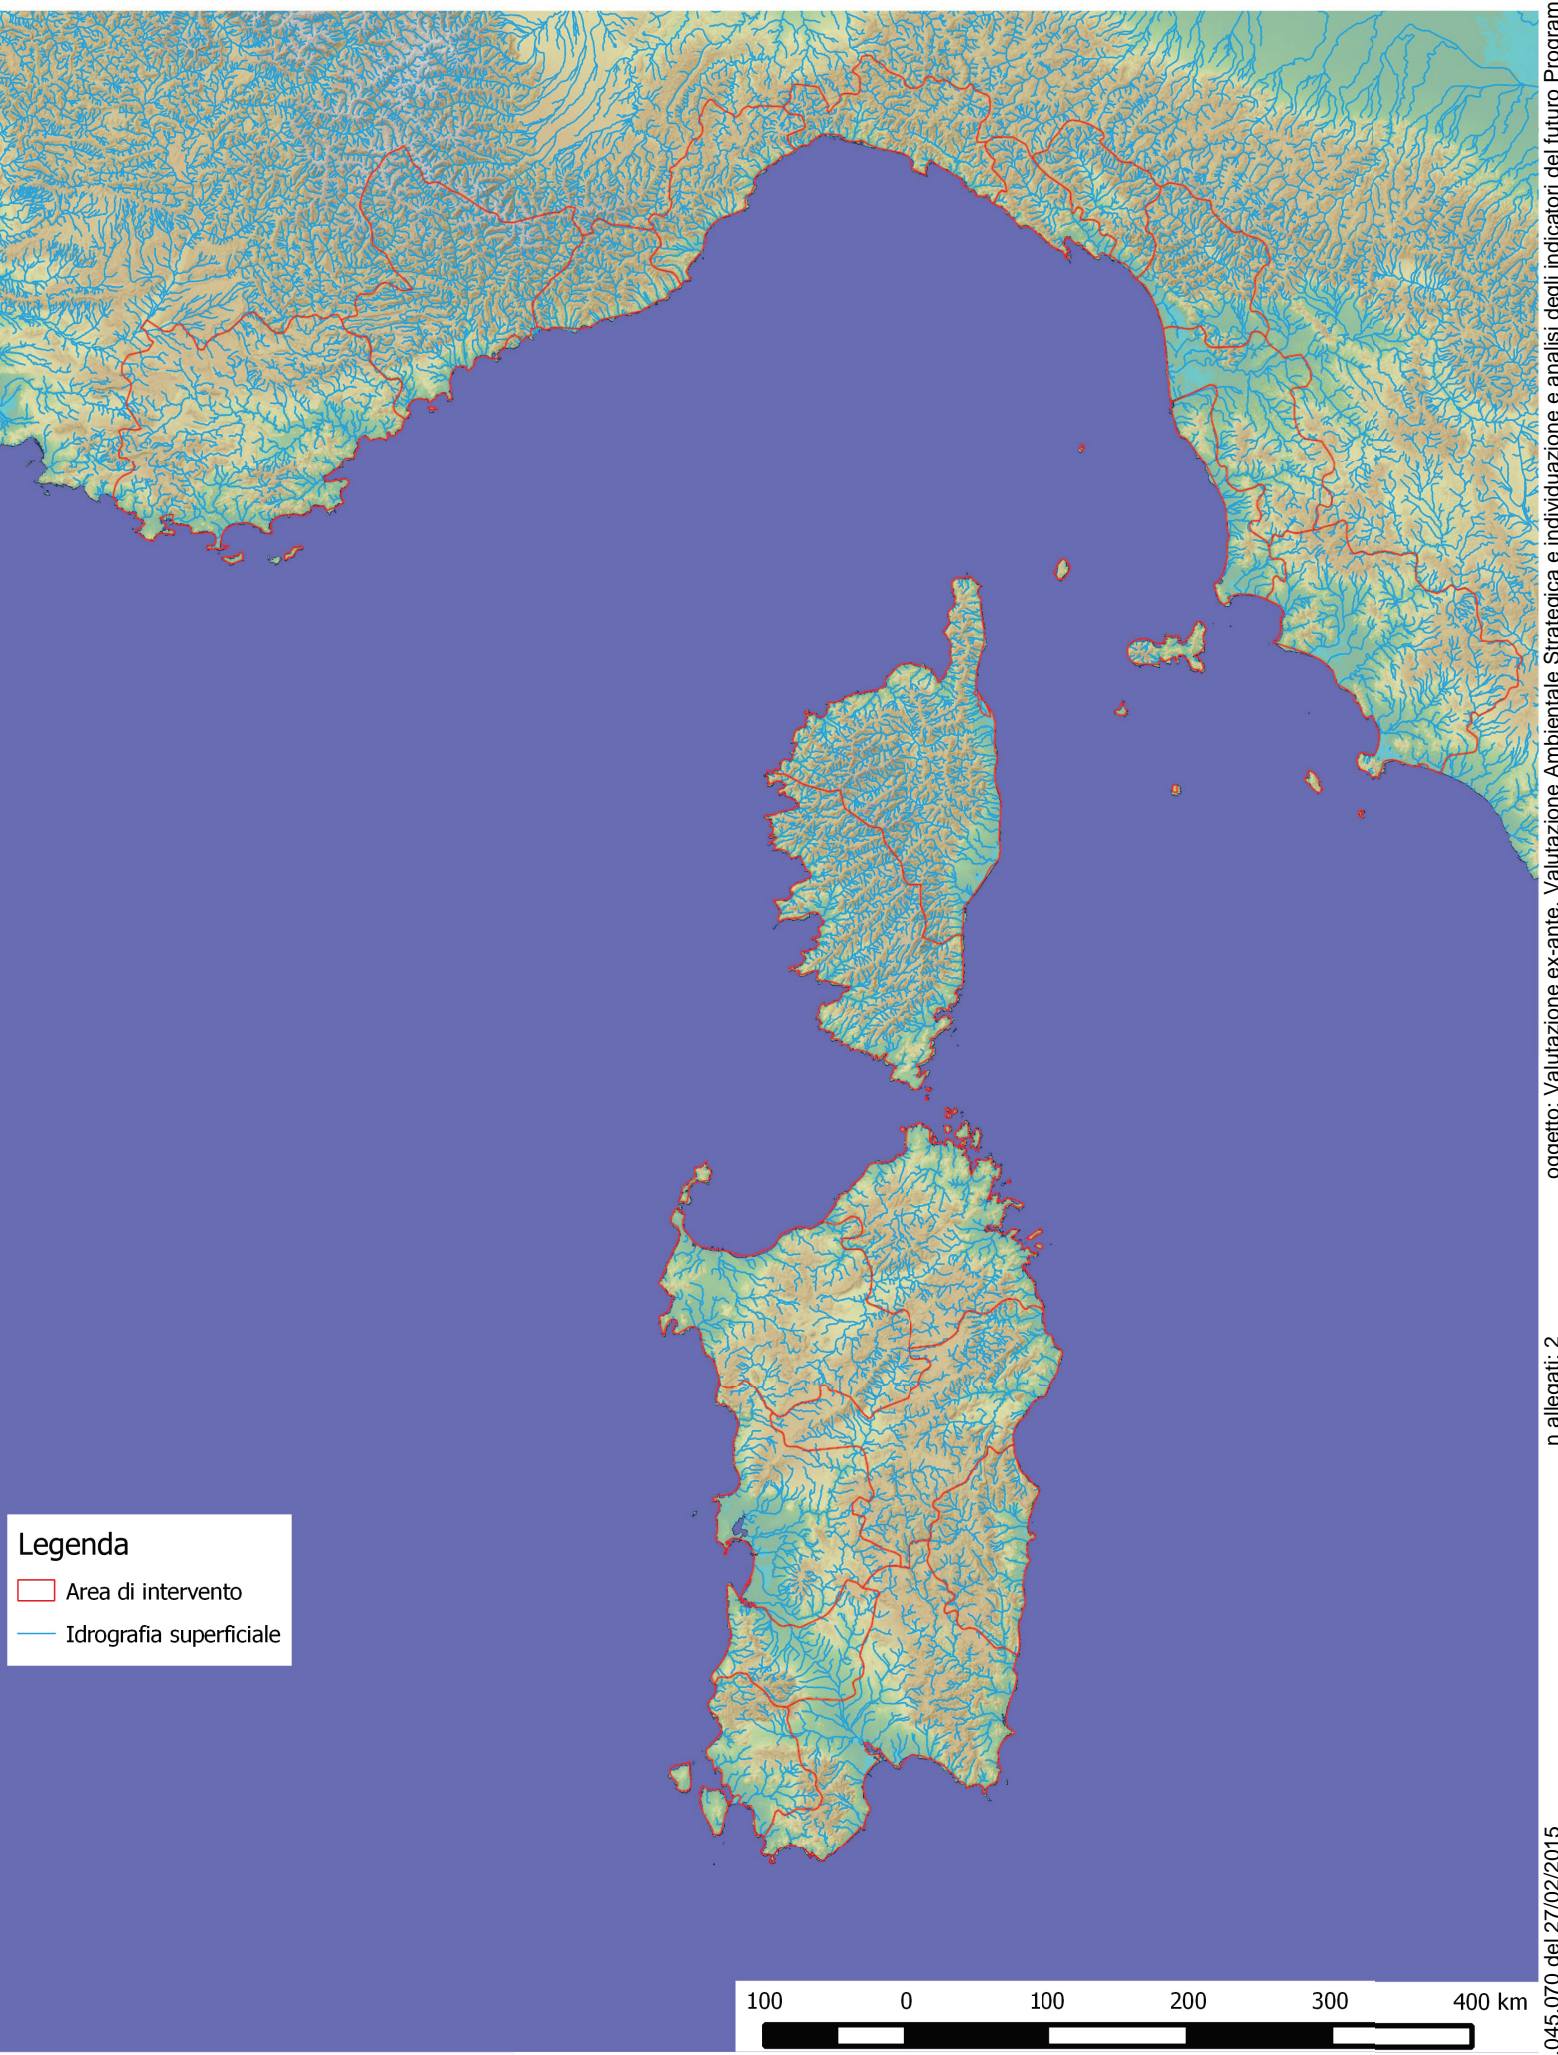 Legenda
Area di intervento
Idrografia superficiale
100 0 100 200 300 400 km
oggetto: Valutazione ex-ante, Valutazione Ambientale Strategica e individuazione e analisi degli indicatori del futuro Program
n allegati: 2
.045.070 del 27/02/2015